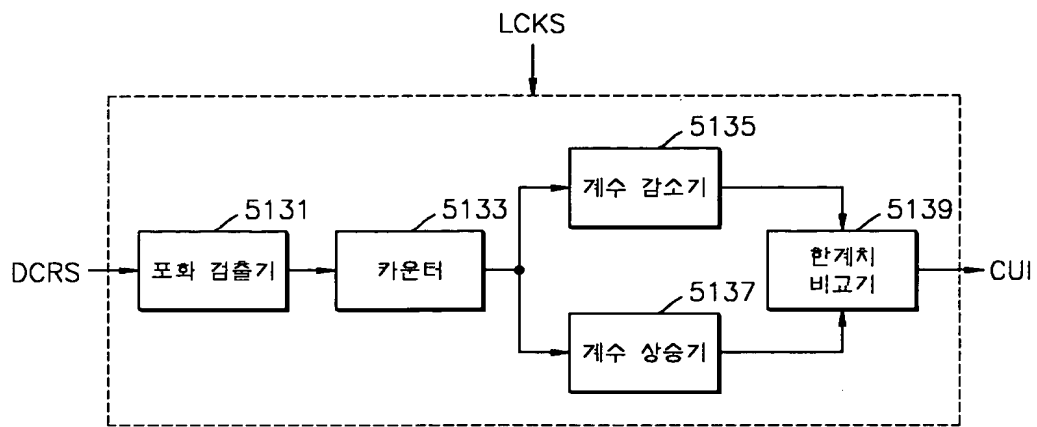 LCKS
5135
계수 감소기
5131
5133
5139
DCRS
포화 검출기
카운터
한계치
비교기
CUI
5137
계수 상승기